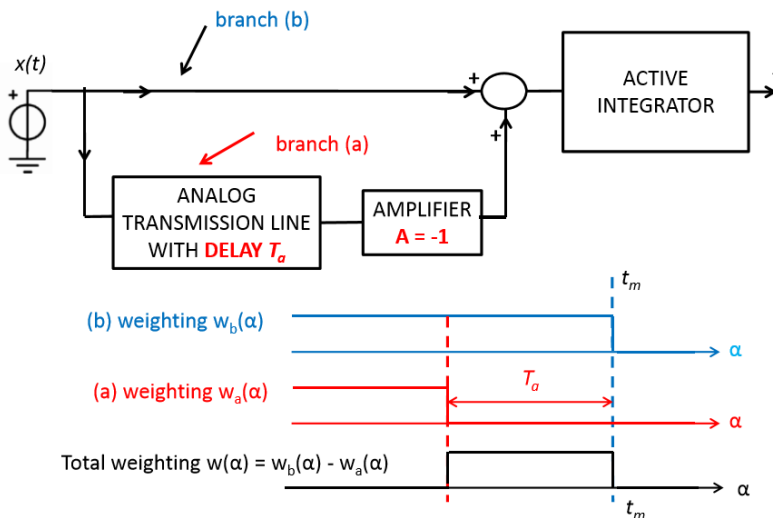 branch (b)
x(t)
+
+
+
ACTIVE
INTEGRATOR
branch (a)
ANALOG
TRANSMISSION LINE
WITH DELAY Ta
AMPLIFIER
A = -1
tm
(b) weighting wb(α)
α
(a) weighting wa(α)
Ta
α
Total weighting w(α) = wb(α) - wa(α)
α
tm